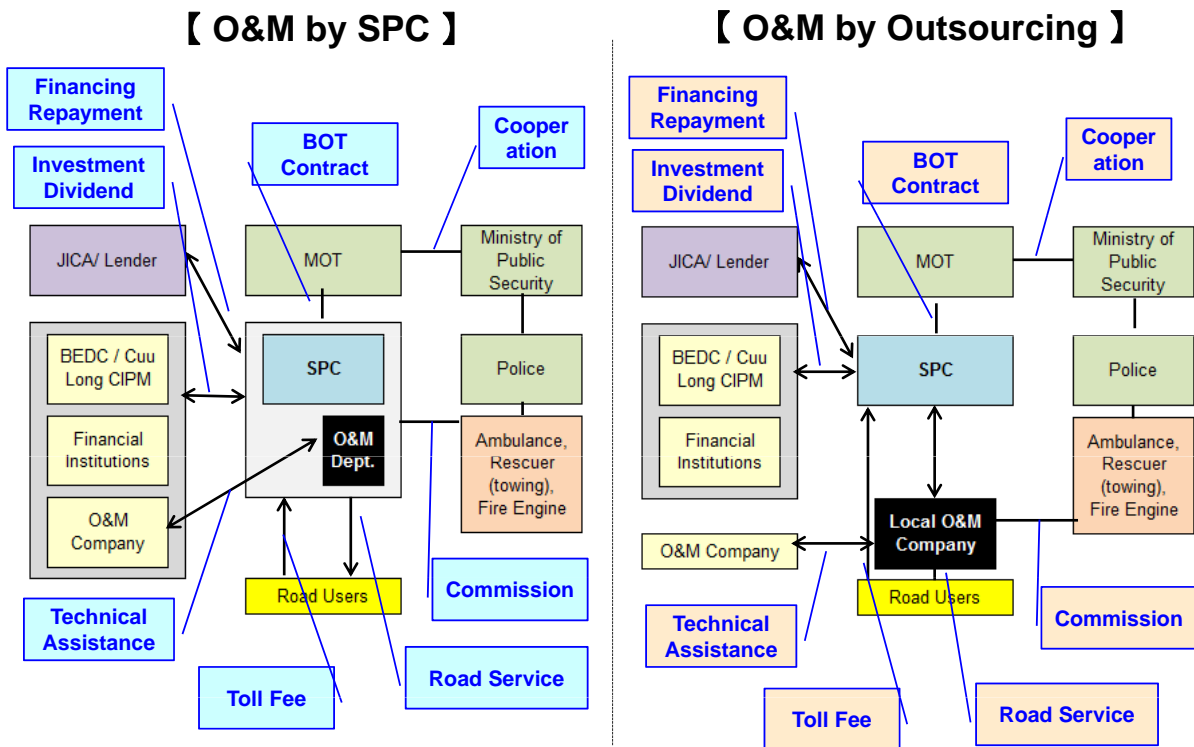 【 O&M by SPC 】
Financing
Repayment
BOT
Contract
Cooper
ation
Investment
Dividend
JICA/ Lender
MOT
Ministry of
Public
Security
BEDC / Cuu
Long CIPM
SPC
Police
Financial
Institutions
O&M
Dept.
Ambulance,
Rescuer
(towing),
Fire Engine
O&M
Company
Road Users
Commission
Technical
Assistance
Toll Fee
Road Service
【 O&M by Outsourcing 】
Financing
Repayment
BOT
Contract
Cooper
ation
Investment
Dividend
JICA/ Lender
MOT
Ministry of
Public
Security
BEDC / Cuu
Long CIPM
SPC
Police
Financial
Institutions
Ambulance,
Rescuer
(towing),
Fire Engine
O&M Company
Local O&M
Company
Road Users
Technical
Assistance
Commission
Toll Fee
Road Service